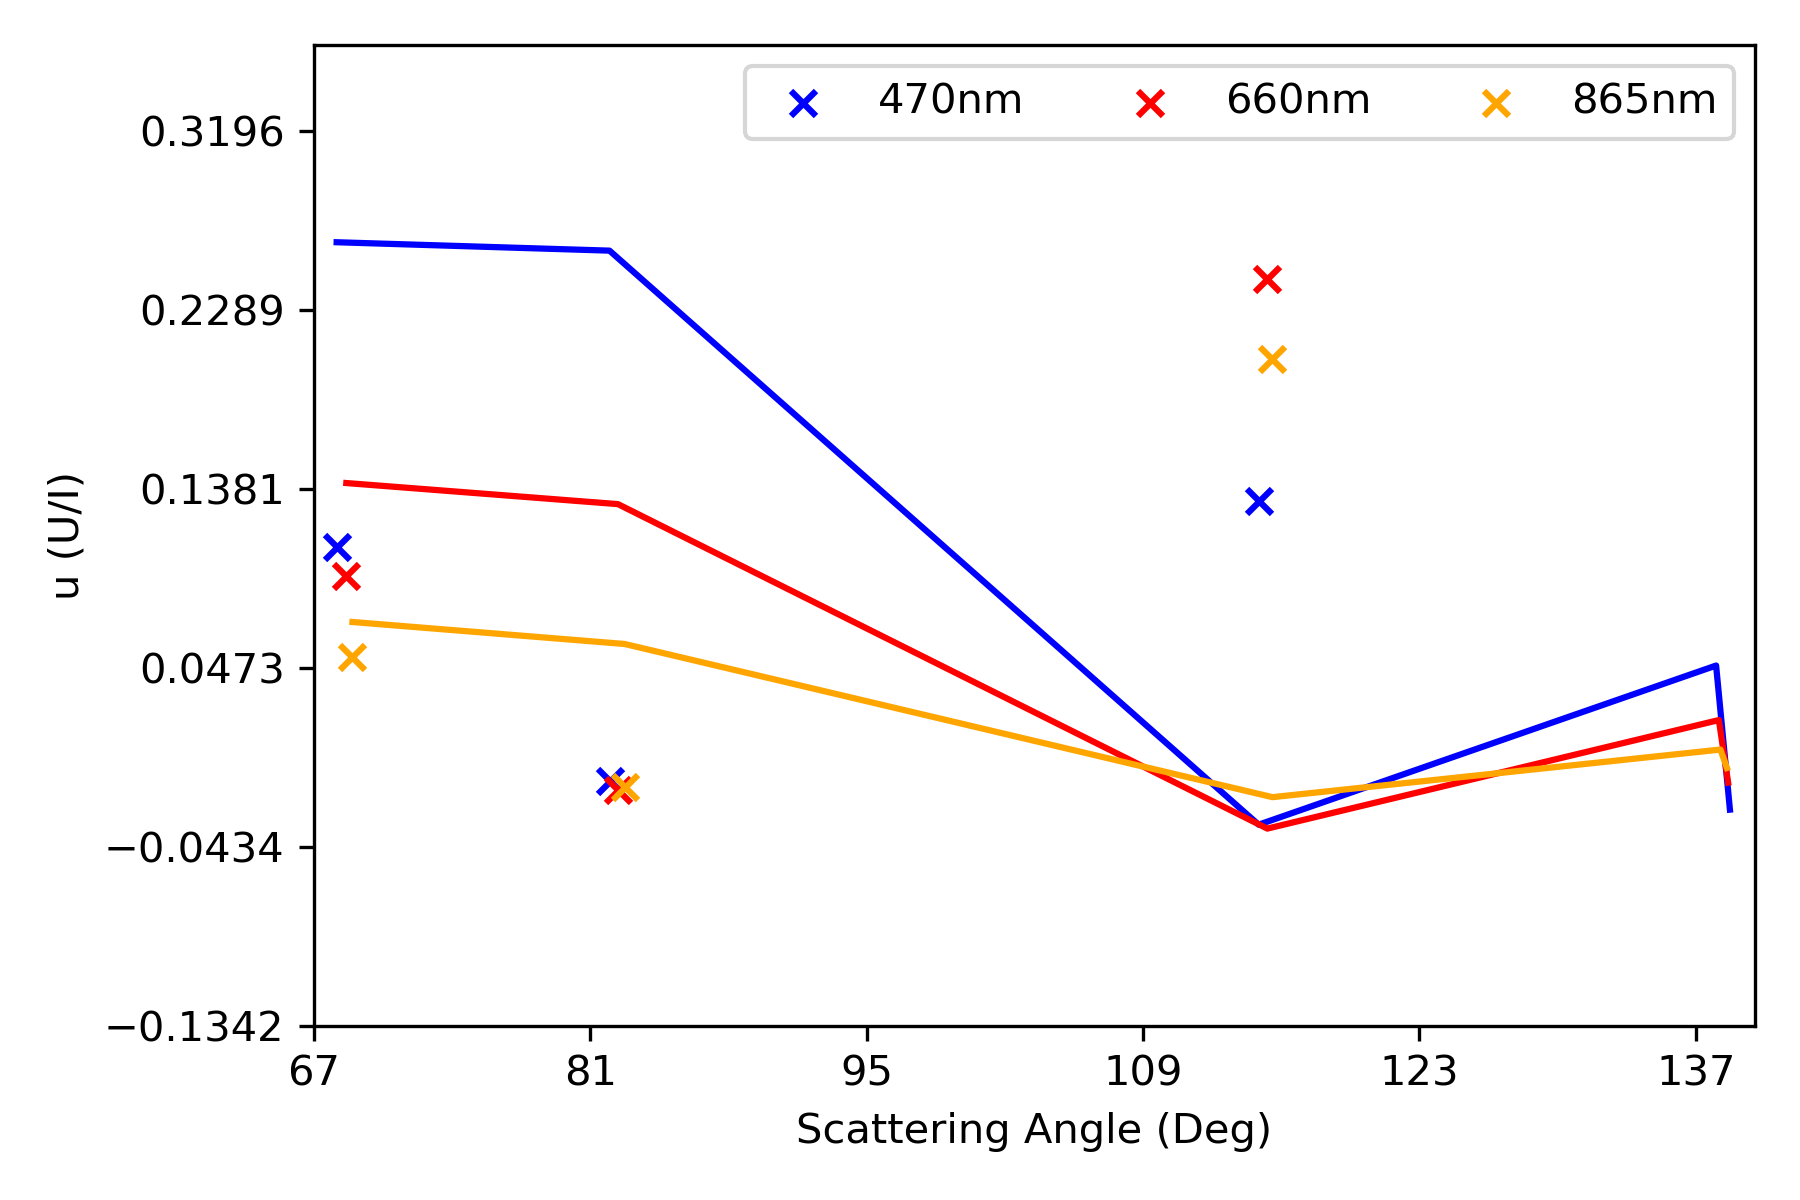 470nm 660nm 865nm
0.3196
0.2289
0.1381
0.0473
−0.0434
−0.1342
u (U/I)
67 81 95 109 123 137
Scattering Angle (Deg)